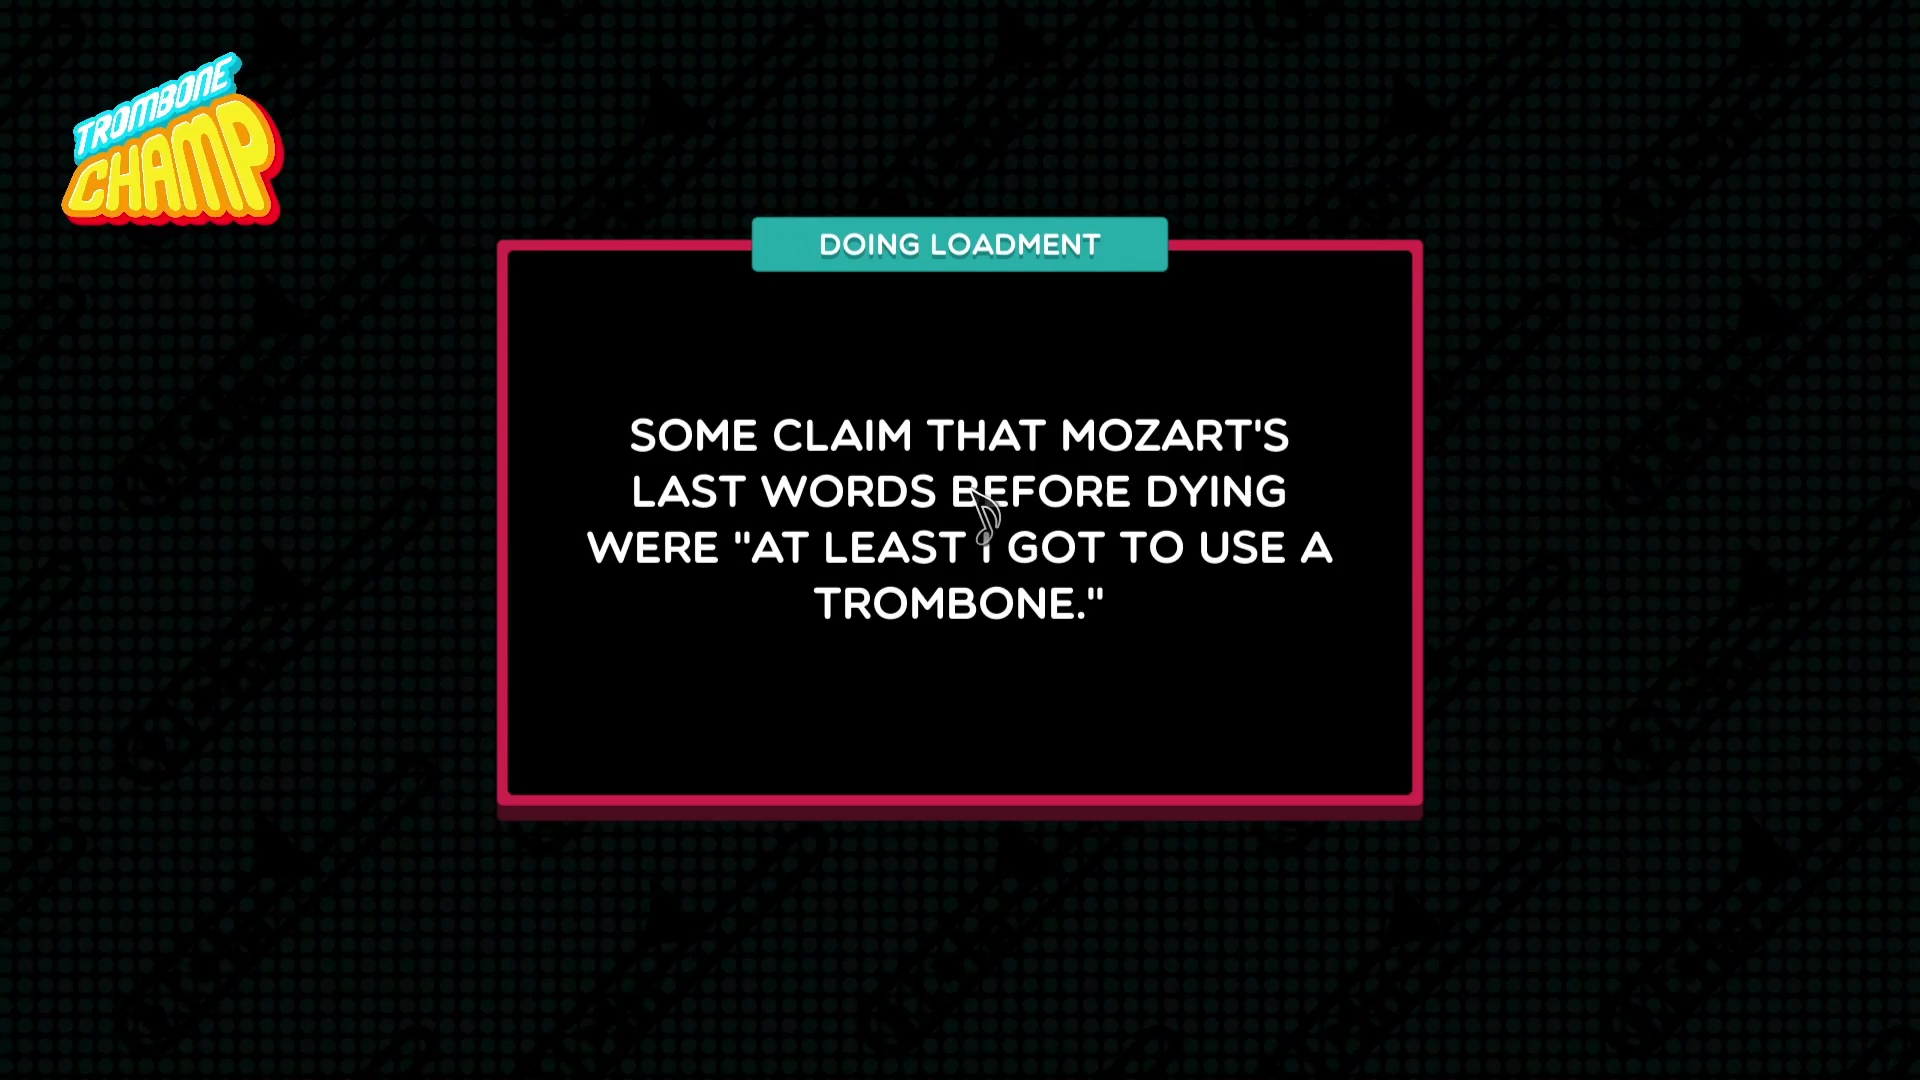 TROMBONE
CHAMP
DOING LOADMENT
SOME CLAIM THAT MOZART'S
LAST WORDS BEFORE DYING
WERE "AT LEAST I GOT TO USE A
TROMBONE."